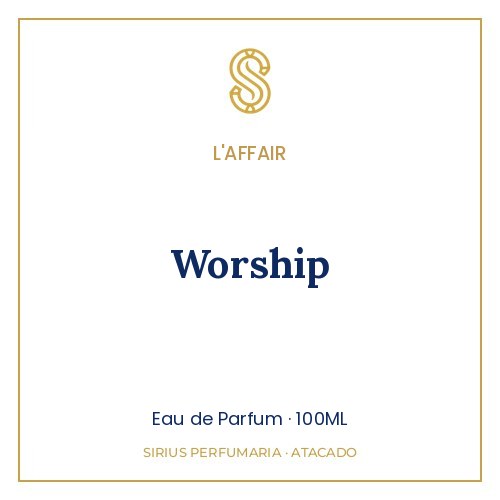 L'AFFAIR
Worship
Eau de Parfum · 100ML
SIRIUS PERFUMARIA · ATACADO